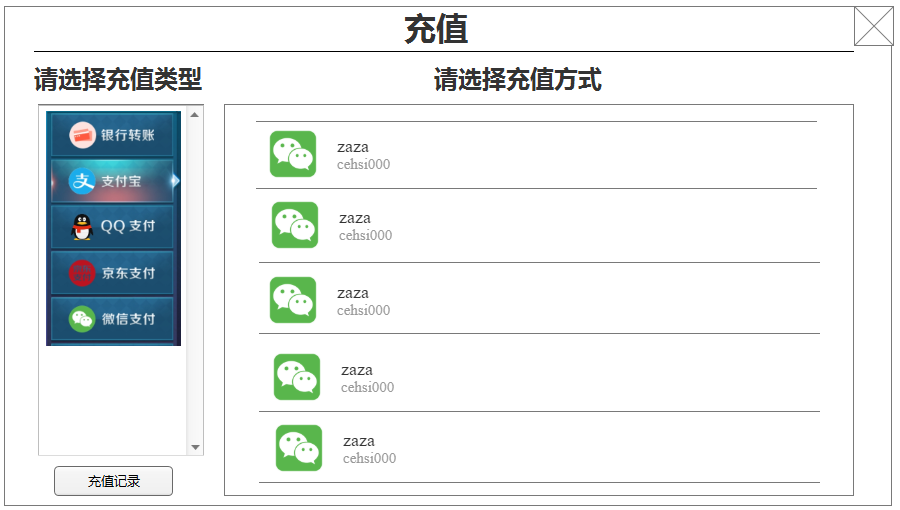 充值
请选择充值类型
请选择充值方式
银行转账
支付宝
QQ 支付
京东支付
微信支付
充值记录
zaza
cehsi000
zaza
cehsi000
zaza
cehsi000
zaza
cehsi000
zaza
cehsi000